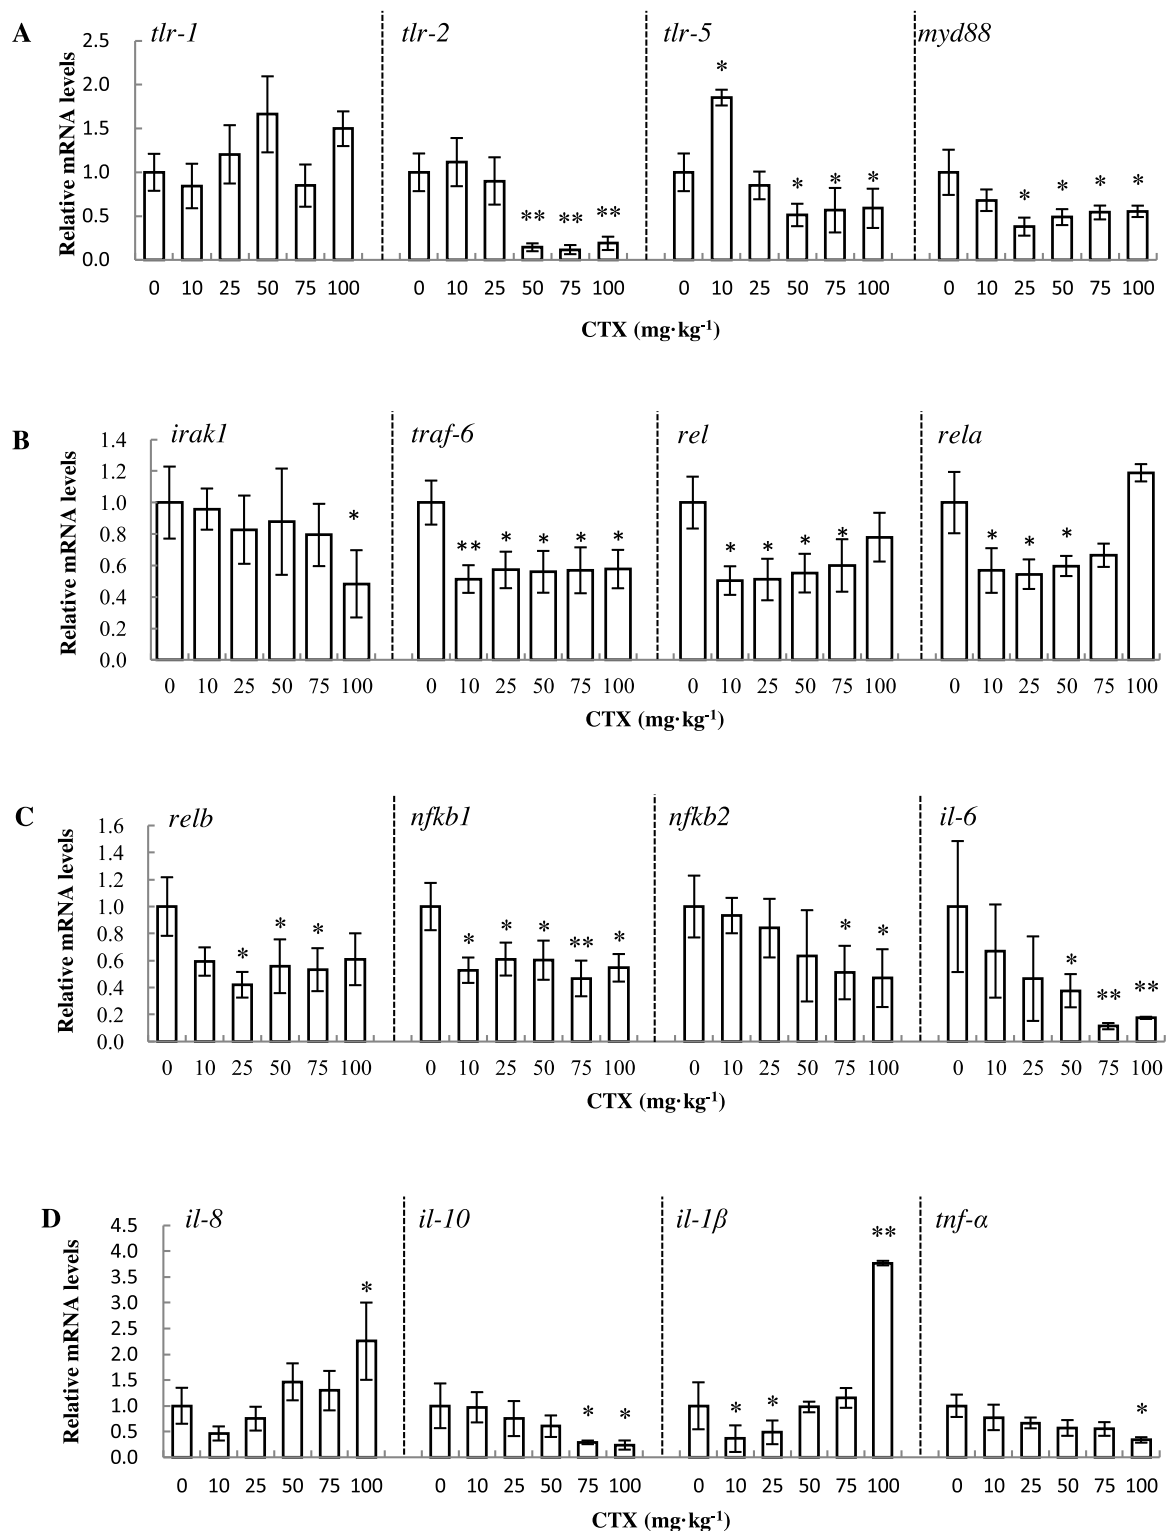 A
tlr-1 tlr-2 tlr-5 myd88
Relative mRNA levels
2.5
2.0
1.5
1.0
0.5
0.0
*
** ** **
* * *
* * * *
0 10 25 50 75 100 0 10 25 50 75 100 0 10 25 50 75 100 0 10 25 50 75 100
CTX (mg·kg⁻¹)
B
irak1 traf-6 rel rela
Relative mRNA levels
1.4
1.2
1.0
0.8
0.6
0.4
0.2
0.0
*
** * * * *
* * * *
* * *
0 10 25 50 75 100 0 10 25 50 75 100 0 10 25 50 75 100 0 10 25 50 75 100
CTX (mg·kg⁻¹)
C
relb nfkb1 nfkb2 il-6
Relative mRNA levels
1.6
1.4
1.2
1.0
0.8
0.6
0.4
0.2
0.0
* * *
* * * ** *
* *
* ** **
0 10 25 50 75 100 0 10 25 50 75 100 0 10 25 50 75 100 0 10 25 50 75 100
CTX (mg·kg⁻¹)
D
il-8 il-10 il-1β tnf-α
Relative mRNA levels
4.5
4.0
3.5
3.0
2.5
2.0
1.5
1.0
0.5
0.0
*
* *
* * **
*
0 10 25 50 75 100 0 10 25 50 75 100 0 10 25 50 75 100 0 10 25 50 75 100
CTX (mg·kg⁻¹)